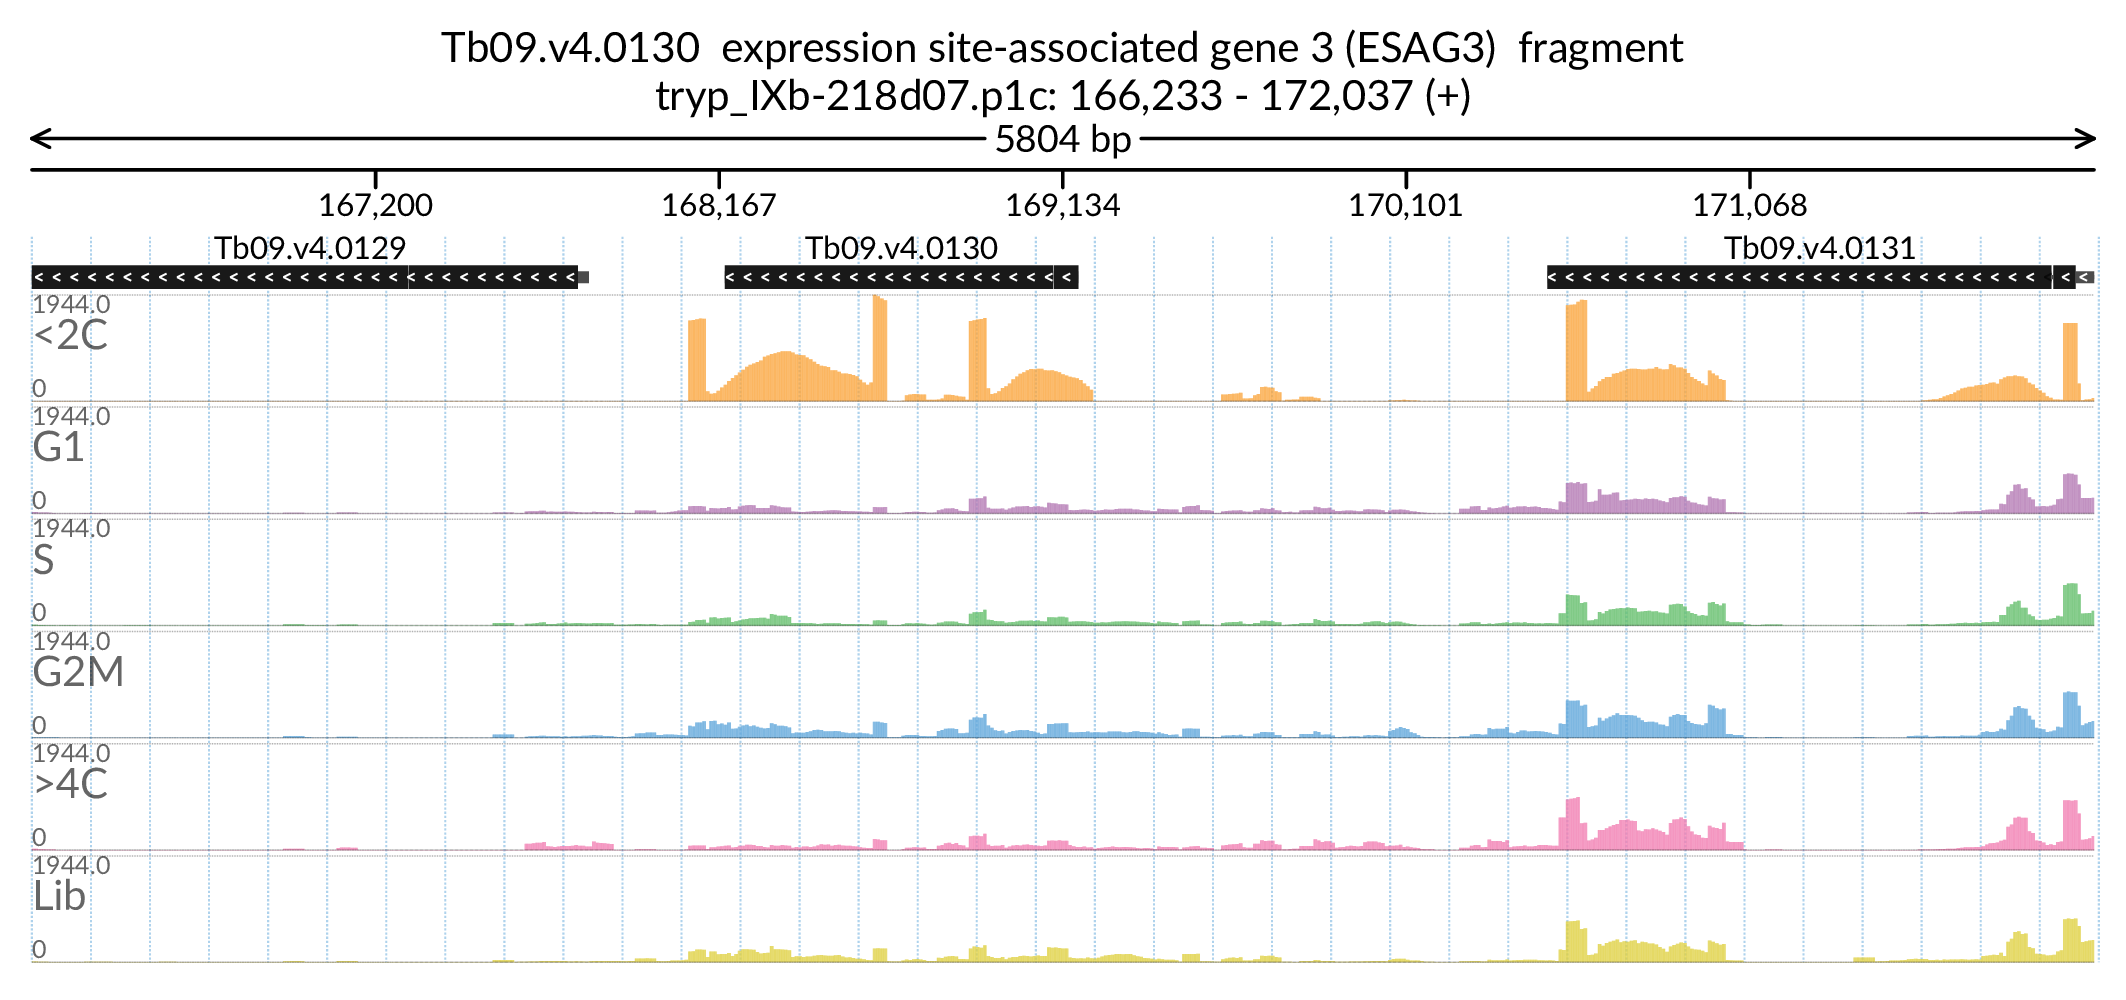 Tb09.v4.0130 expression site-associated gene 3 (ESAG3) fragment
tryp_IXb-218d07.p1c: 166,233 - 172,037 (+)
5804 bp
167,200 168,167 169,134 170,101 171,068
Tb09.v4.0129 Tb09.v4.0130 Tb09.v4.0131
1944.0
<2C
0
1944.0
G1
0
1944.0
S
0
1944.0
G2M
0
1944.0
>4C
0
1944.0
Lib
0